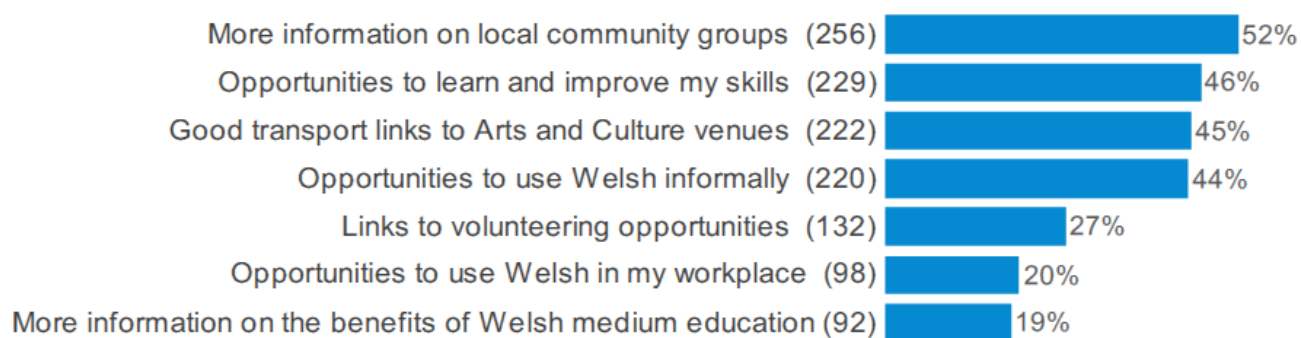 More information on local community groups (256) 52%
Opportunities to learn and improve my skills (229) 46%
Good transport links to Arts and Culture venues (222) 45%
Opportunities to use Welsh informally (220) 44%
Links to volunteering opportunities (132) 27%
Opportunities to use Welsh in my workplace (98) 20%
More information on the benefits of Welsh medium education (92) 19%